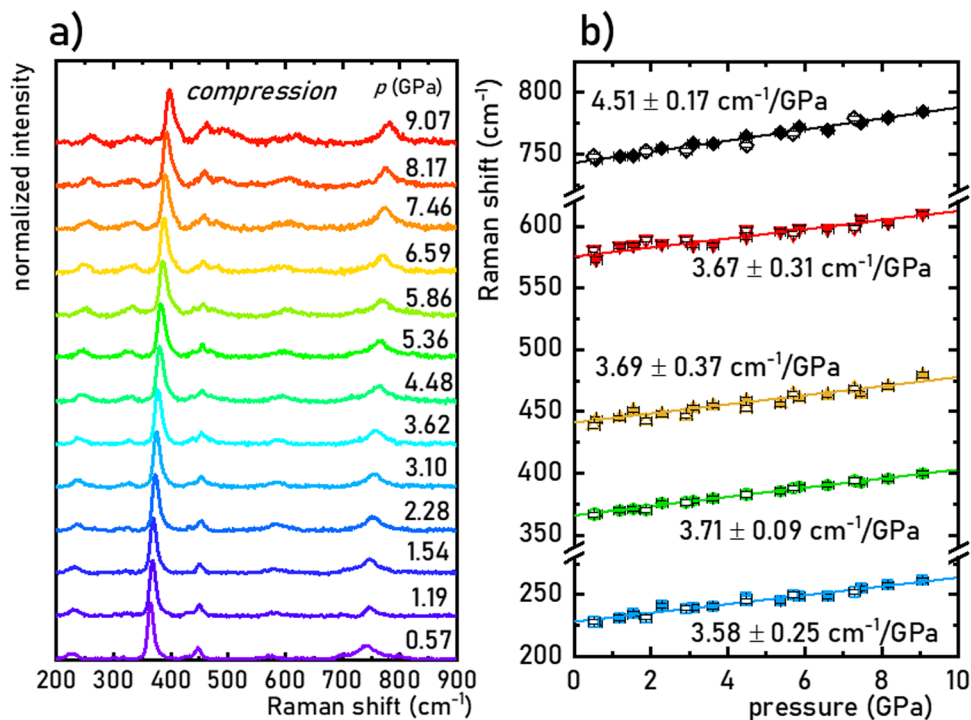 a)
normalized intensity
compression
p (GPa)
9.07
8.17
7.46
6.59
5.86
5.36
4.48
3.62
3.10
2.28
1.54
1.19
0.57
200 300 400 500 600 700 800 900
Raman shift (cm⁻¹)
b)
Raman shift (cm⁻¹)
800
750
600
550
500
450
400
350
250
200
4.51 ± 0.17 cm⁻¹/GPa
3.67 ± 0.31 cm⁻¹/GPa
3.69 ± 0.37 cm⁻¹/GPa
3.71 ± 0.09 cm⁻¹/GPa
3.58 ± 0.25 cm⁻¹/GPa
0 2 4 6 8 10
pressure (GPa)